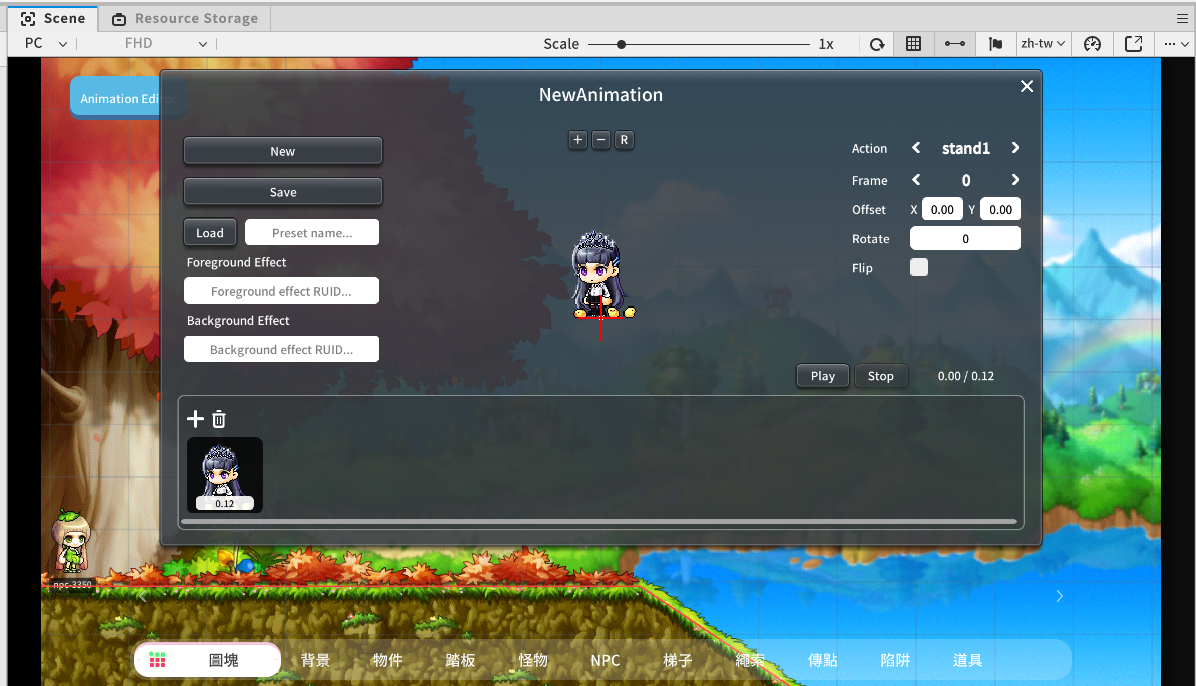 Scene
Resource Storage
PC
FHD
Scale
1x
zh-tw
Animation Editor
NewAnimation
+
−
R
New
Save
Load
Preset name...
Foreground Effect
Foreground effect RUID...
Background Effect
Background effect RUID...
Action
stand1
Frame
0
Offset
X
0.00
Y
0.00
Rotate
0
Flip
Play
Stop
0.00 / 0.12
0.12
npc-3350
圖塊
背景
物件
踏板
怪物
NPC
梯子
繩索
傳點
陷阱
道具